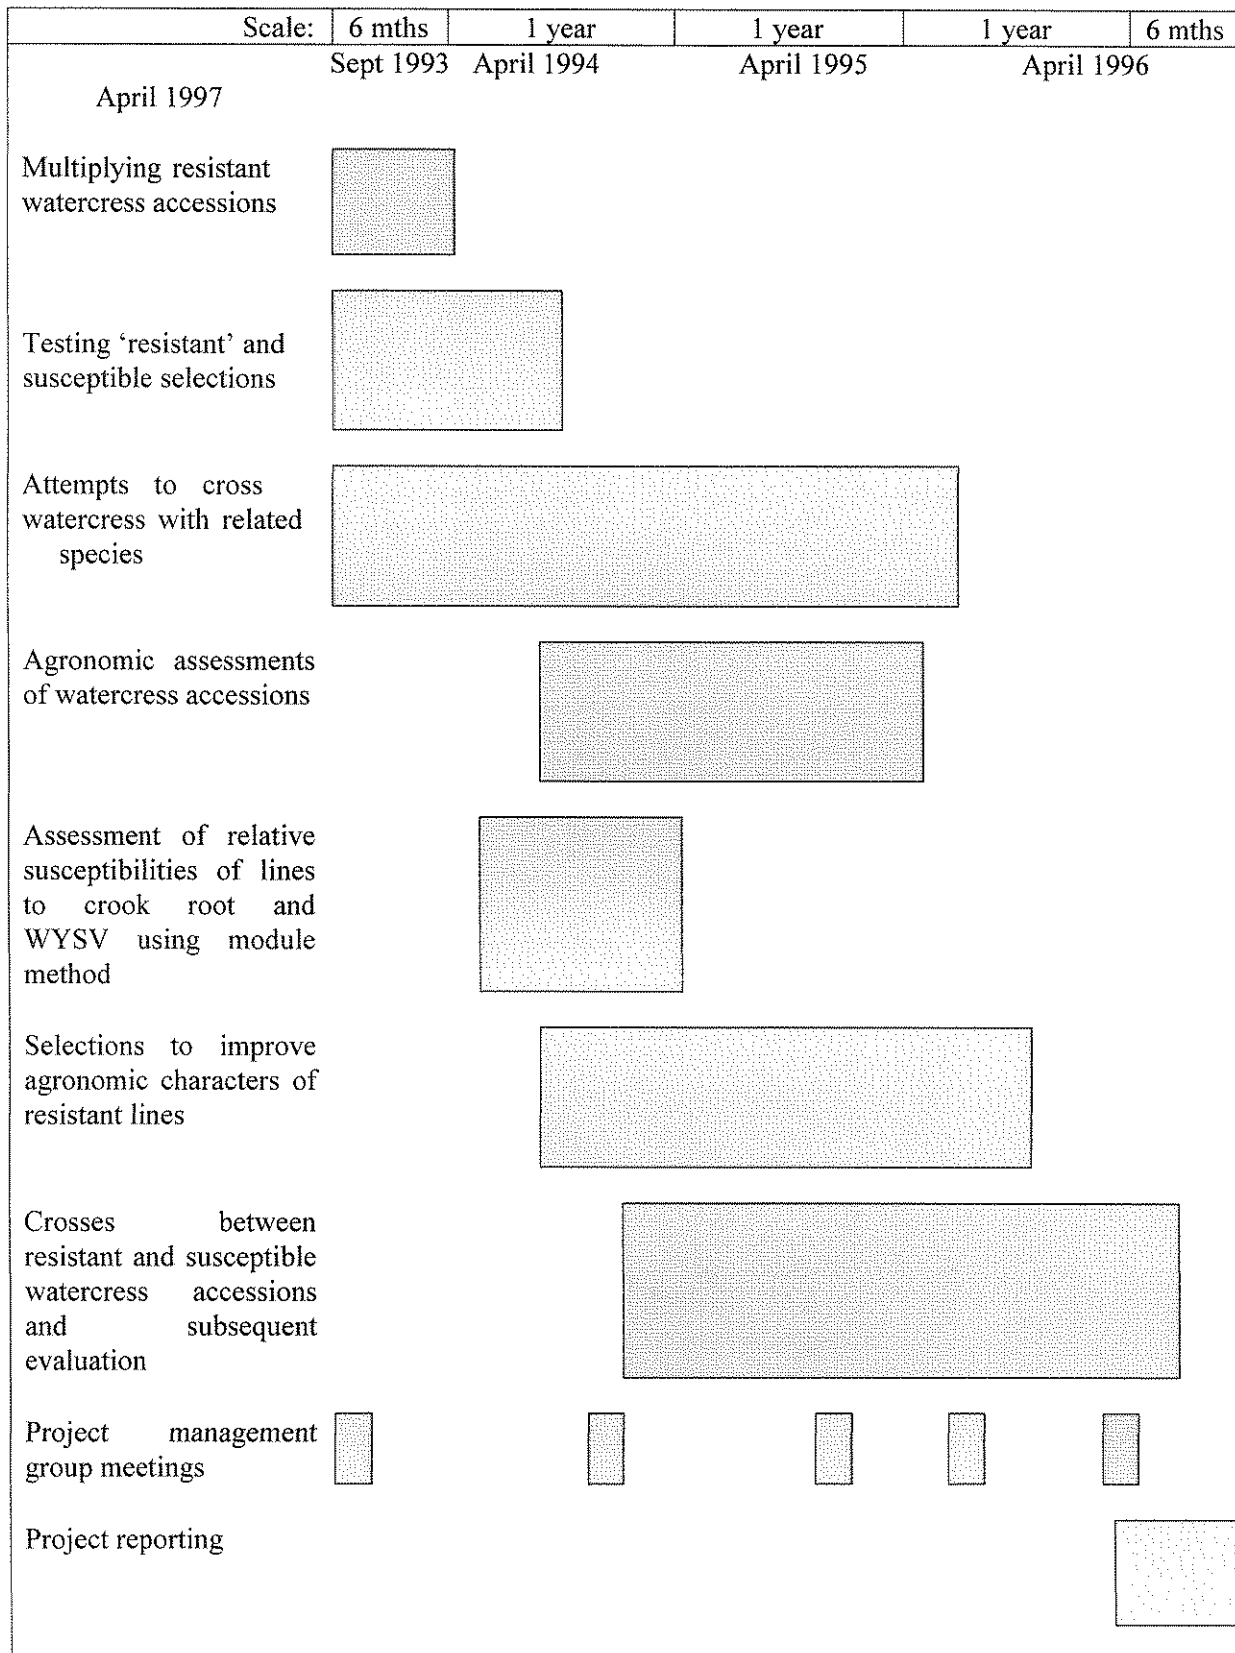 Scale: 6 mths 1 year 1 year 1 year 6 mths
Sept 1993 April 1994 April 1995 April 1996
April 1997
Multiplying resistant
watercress accessions
Testing ‘resistant’ and
susceptible selections
Attempts to cross
watercress with related
species
Agronomic assessments
of watercress accessions
Assessment of relative
susceptibilities of lines
to crook root and
WYSV using module
method
Selections to improve
agronomic characters of
resistant lines
Crosses between
resistant and susceptible
watercress accessions
and subsequent
evaluation
Project management
group meetings
Project reporting